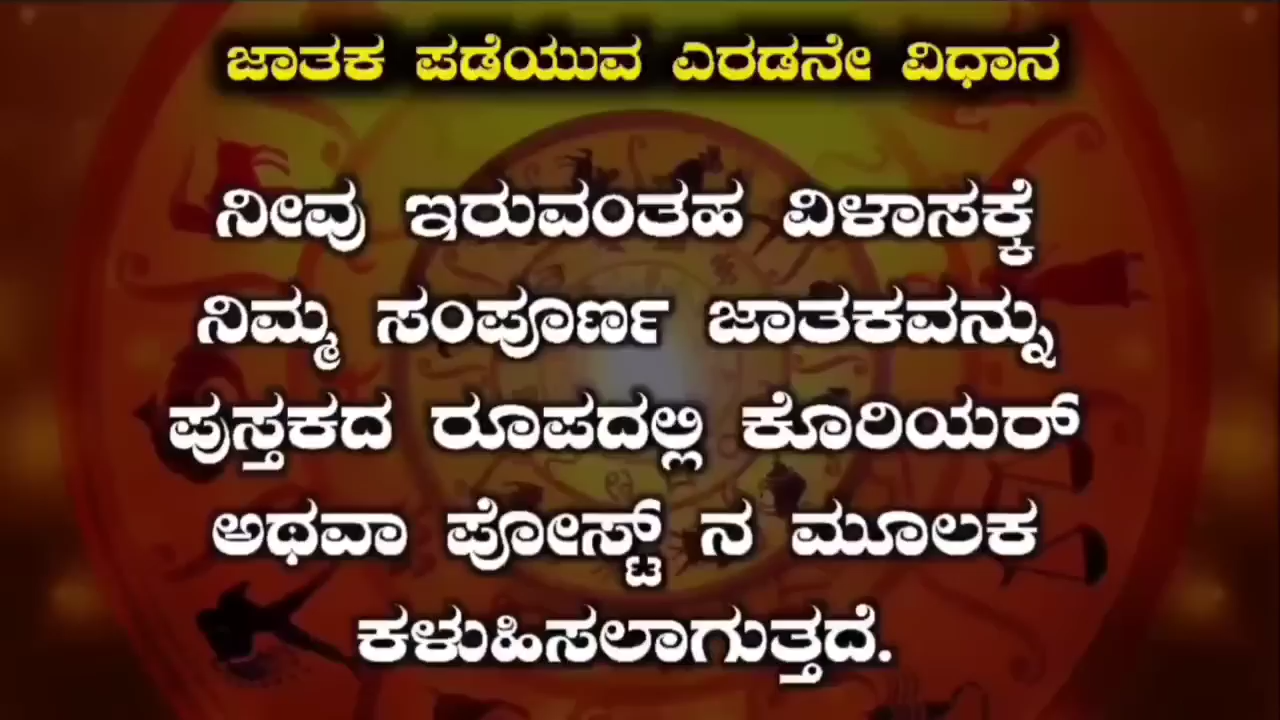 ಜಾತಕ ಪಡೆಯುವ ಎರಡನೇ ವಿಧಾನ
ನೀವು ಇರುವಂತಹ ವಿಳಾಸಕ್ಕೆ
ನಿಮ್ಮ ಸಂಪೂರ್ಣ ಜಾತಕವನ್ನು
ಪುಸ್ತಕದ ರೂಪದಲ್ಲಿ ಕೊರಿಯರ್
ಅಥವಾ ಪೋಸ್ಟ್ ನ ಮೂಲಕ
ಕಳುಹಿಸಲಾಗುತ್ತದೆ.